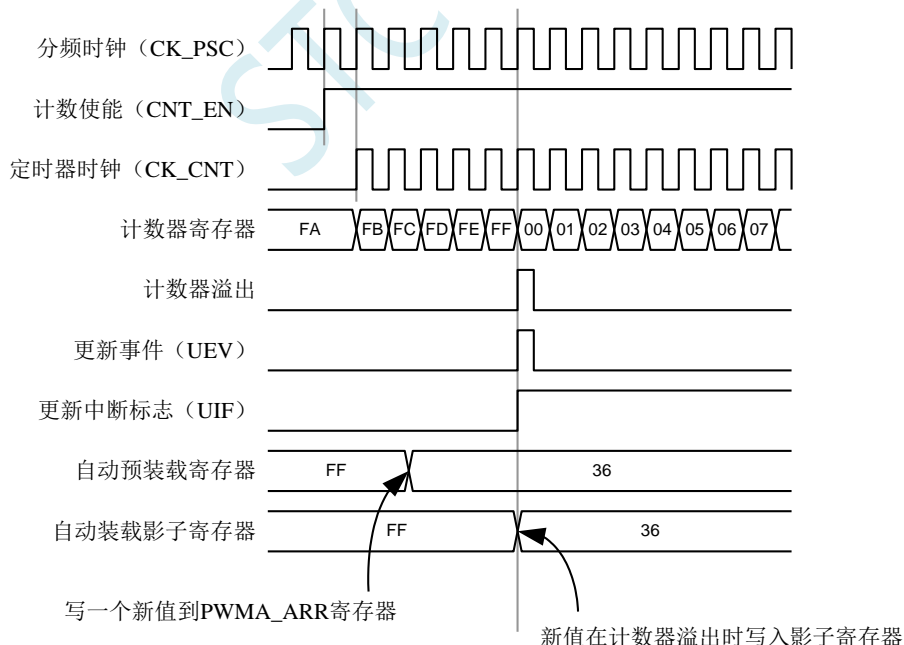 STC
分频时钟（CK_PSC）
计数使能（CNT_EN）
定时器时钟（CK_CNT）
计数器寄存器 FA FB FC FD FE FF 00 01 02 03 04 05 06 07
计数器溢出
更新事件（UEV）
更新中断标志（UIF）
自动预装载寄存器 FF 36
自动装载影子寄存器 FF 36
写一个新值到PWMA_ARR寄存器
新值在计数器溢出时写入影子寄存器